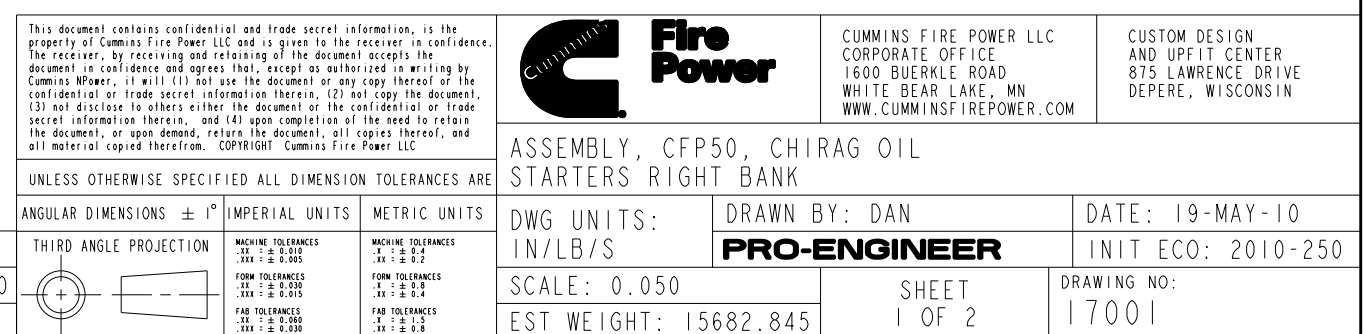 This document contains confidential and trade secret information, is the
property of Cummins Fire Power LLC and is given to the receiver in confidence.
The receiver, by receiving and retaining of the document accepts the
document in confidence and agrees that, except as authorized in writing by
Cummins NPower, it will (1) not use the document or any copy thereof or the
confidential or trade secret information therein, (2) not copy the document,
(3) not disclose to others either the document or the confidential or trade
secret information therein, and (4) upon completion of the need to retain
the document, or upon demand, return the document, all copies thereof, and
all material copied therefrom. COPYRIGHT Cummins Fire Power LLC
UNLESS OTHERWISE SPECIFIED ALL DIMENSION TOLERANCES ARE
ANGULAR DIMENSIONS ± 1°
IMPERIAL UNITS
METRIC UNITS
THIRD ANGLE PROJECTION
MACHINE TOLERANCES
.XX = ± 0.010
.XXX = ± 0.005
FORM TOLERANCES
.XX = ± 0.030
.XXX = ± 0.015
FAB TOLERANCES
.XX = ± 0.060
.XXX = ± 0.030
MACHINE TOLERANCES
.X = ± 0.4
.XX = ± 0.2
FORM TOLERANCES
.X = ± 0.8
.XX = ± 0.4
FAB TOLERANCES
.X = ± 1.5
.XX = ± 0.8
Cummins
Fire
Power
CUMMINS FIRE POWER LLC
CORPORATE OFFICE
1600 BUERKLE ROAD
WHITE BEAR LAKE, MN
WWW.CUMMINSFIREPOWER.COM
CUSTOM DESIGN
AND UPFIT CENTER
875 LAWRENCE DRIVE
DEPERE, WISCONSIN
ASSEMBLY, CFP50, CHIRAG OIL
STARTERS RIGHT BANK
DWG UNITS:
IN/LB/S
DRAWN BY: DAN
DATE: 19-MAY-10
PRO-ENGINEER
INIT ECO: 2010-250
SCALE: 0.050
EST WEIGHT: 15682.845
SHEET
1 OF 2
DRAWING NO:
17001